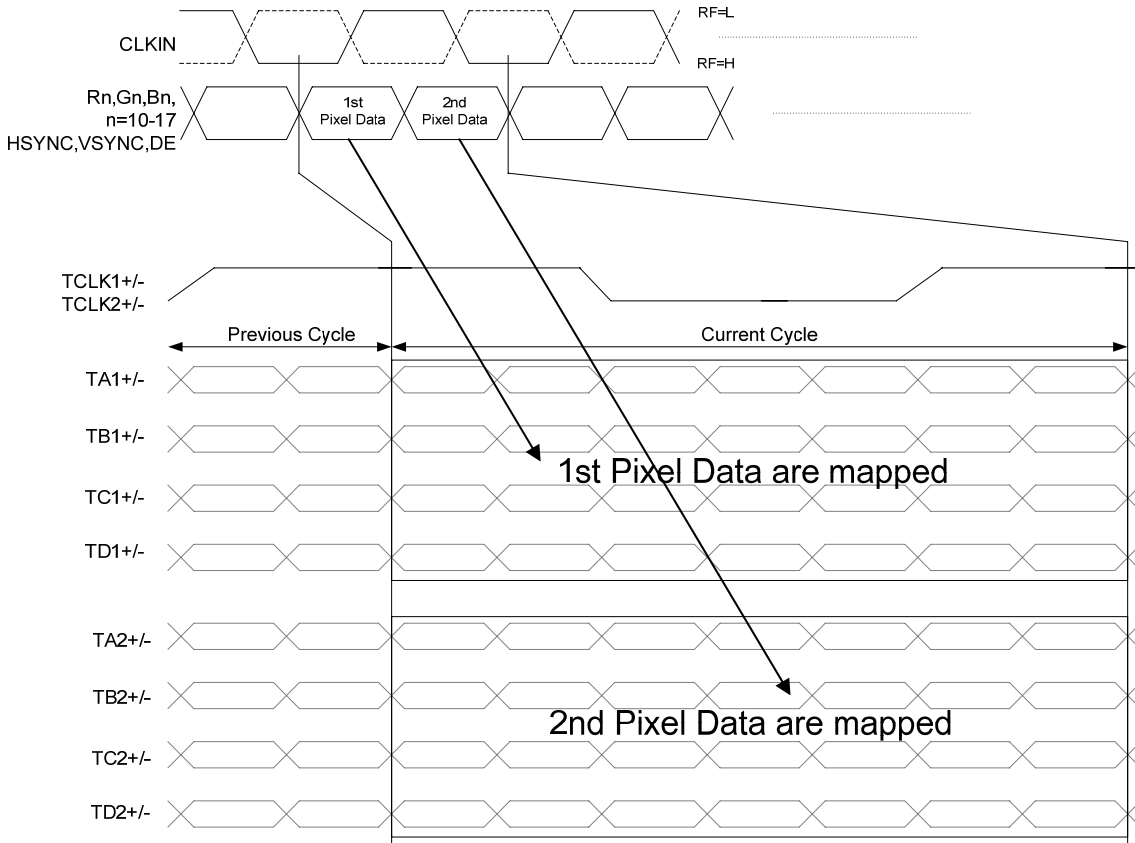 RF=L
CLKIN
RF=H
Rn,Gn,Bn,
n=10-17
HSYNC,VSYNC,DE
1st
Pixel Data
2nd
Pixel Data
TCLK1+/-
TCLK2+/-
Previous Cycle
Current Cycle
TA1+/-
TB1+/-
1st Pixel Data are mapped
TC1+/-
TD1+/-
TA2+/-
TB2+/-
2nd Pixel Data are mapped
TC2+/-
TD2+/-